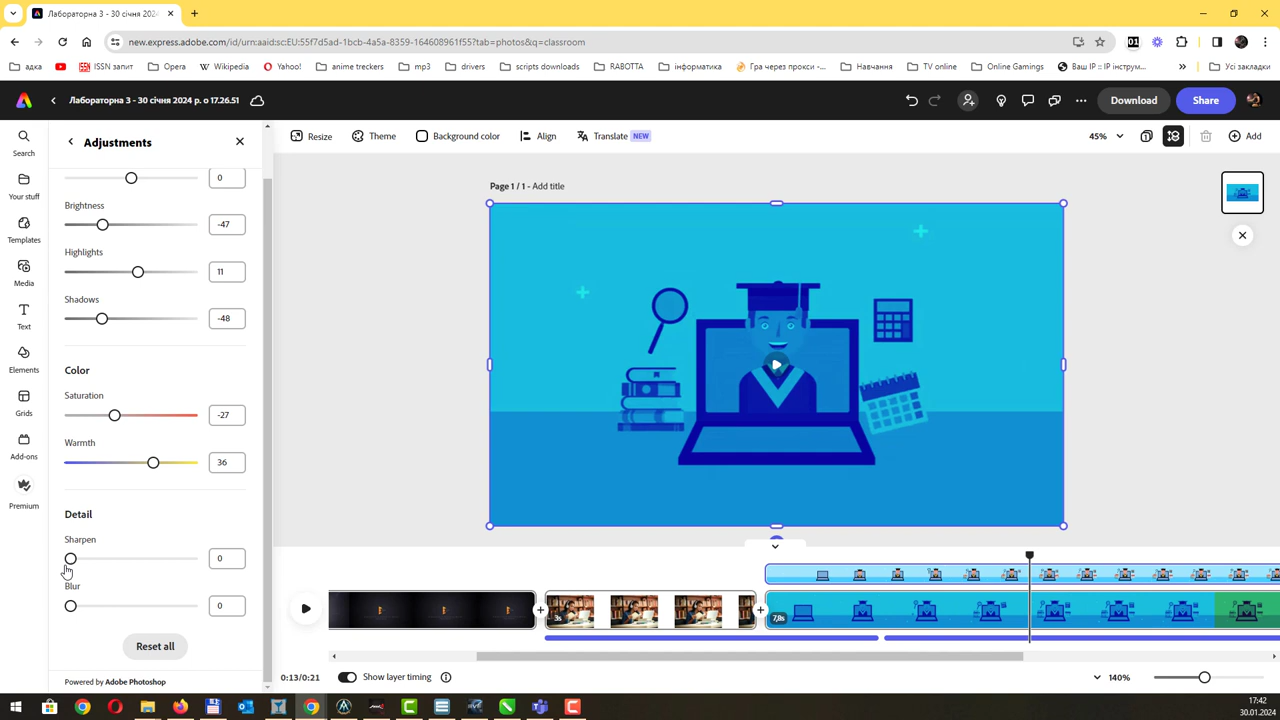 Лабораторна 3 - 30 січня 2024
new.express.adobe.com/id/urn:aaid:sc:EU:55f7d5ad-1bcb-4a5a-8359-164608961f55?tab=photos&q=classroom
01
адка
ISSN запит
Opera
Wikipedia
Yahoo!
anime treckers
mp3
drivers
scripts downloads
RABOTTA
інформатика
Гра через прокси -...
Навчання
TV online
Online Gamings
Ваш IP :: IP інструм...
Усі закладки
Лабораторна 3 - 30 січня 2024 р. о 17.26.51
Download
Share
Adjustments
Resize
Theme
Background color
Align
Translate NEW
45%
Add
Search
Your stuff
Templates
Media
Text
Elements
Grids
Add-ons
Premium
0
Brightness
-47
Highlights
11
Shadows
-48
Color
Saturation
-27
Warmth
36
Detail
Sharpen
0
Blur
0
Reset all
Powered by Adobe Photoshop
Page 1 / 1 - Add title
3s
7,8s
0:13/0:21
Show layer timing
140%
17:42
30.01.2024